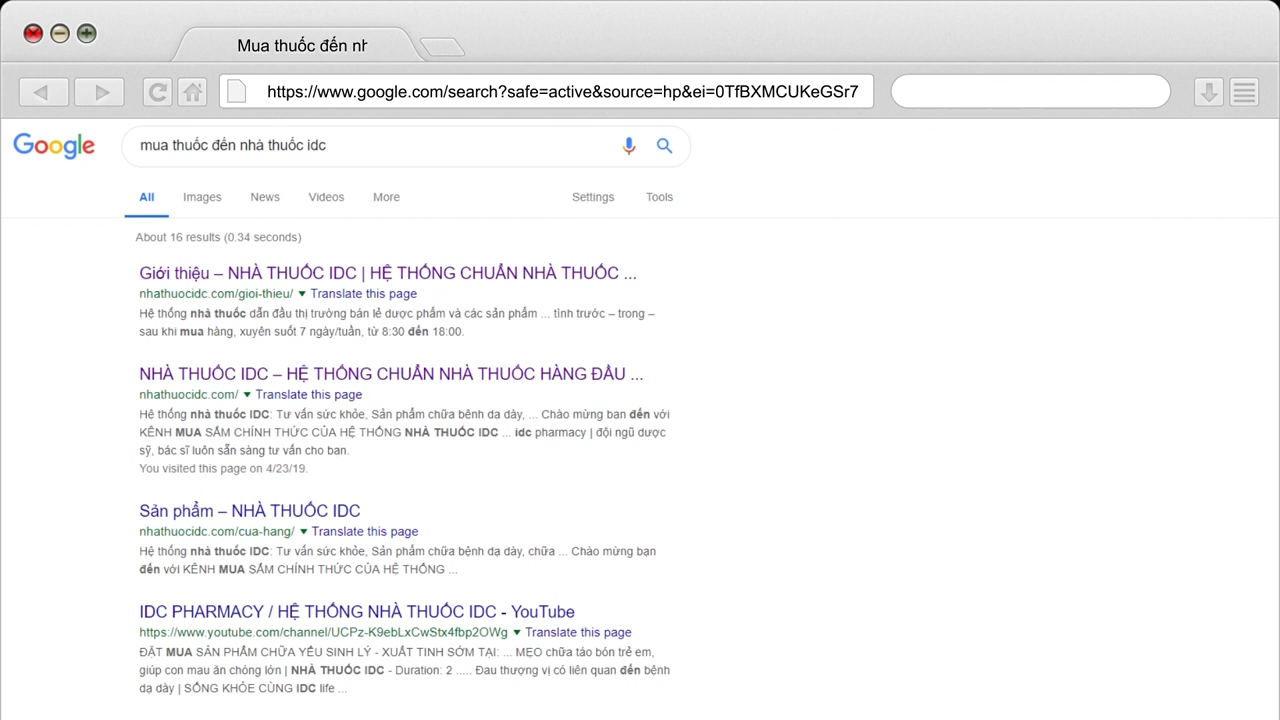 Mua thuốc đến nh
https://www.google.com/search?safe=active&source=hp&ei=0TfBXMCUKeGSr7
Google
mua thuốc đến nhà thuốc idc
All Images News Videos More Settings Tools
About 16 results (0.34 seconds)
Giới thiệu – NHÀ THUỐC IDC | HỆ THỐNG CHUẨN NHÀ THUỐC ...
nhathuocidc.com/gioi-thieu/ ▼ Translate this page
Hệ thống nhà thuốc dẫn đầu thị trường bán lẻ dược phẩm và các sản phẩm ... tình trước – trong –
sau khi mua hàng, xuyên suốt 7 ngày/tuần, từ 8:30 đến 18:00.
NHÀ THUỐC IDC – HỆ THỐNG CHUẨN NHÀ THUỐC HÀNG ĐẦU ...
nhathuocidc.com/ ▼ Translate this page
Hệ thống nhà thuốc IDC: Tư vấn sức khỏe, Sản phẩm chữa bệnh dạ dày, ... Chào mừng bạn đến với
KÊNH MUA SẮM CHÍNH THỨC CỦA HỆ THỐNG NHÀ THUỐC IDC ... idc pharmacy | đội ngũ dược
sỹ, bác sĩ luôn sẵn sàng tư vấn cho bạn.
You visited this page on 4/23/19.
Sản phẩm – NHÀ THUỐC IDC
nhathuocidc.com/cua-hang/ ▼ Translate this page
Hệ thống nhà thuốc IDC: Tư vấn sức khỏe, Sản phẩm chữa bệnh dạ dày, chữa ... Chào mừng bạn
đến với KÊNH MUA SẮM CHÍNH THỨC CỦA HỆ THỐNG ...
IDC PHARMACY / HỆ THỐNG NHÀ THUỐC IDC - YouTube
https://www.youtube.com/channel/UCPz-K9ebLxCwStx4fbp2OWg ▼ Translate this page
ĐẶT MUA SẢN PHẨM CHỮA YẾU SINH LÝ - XUẤT TINH SỚM TẠI: ... MẸO chữa táo bón trẻ em,
giúp con mau ăn chóng lớn | NHÀ THUỐC IDC - Duration: 2 ..... Đau thượng vị có liên quan đến bệnh
dạ dày | SỐNG KHỎE CÙNG IDC life ...